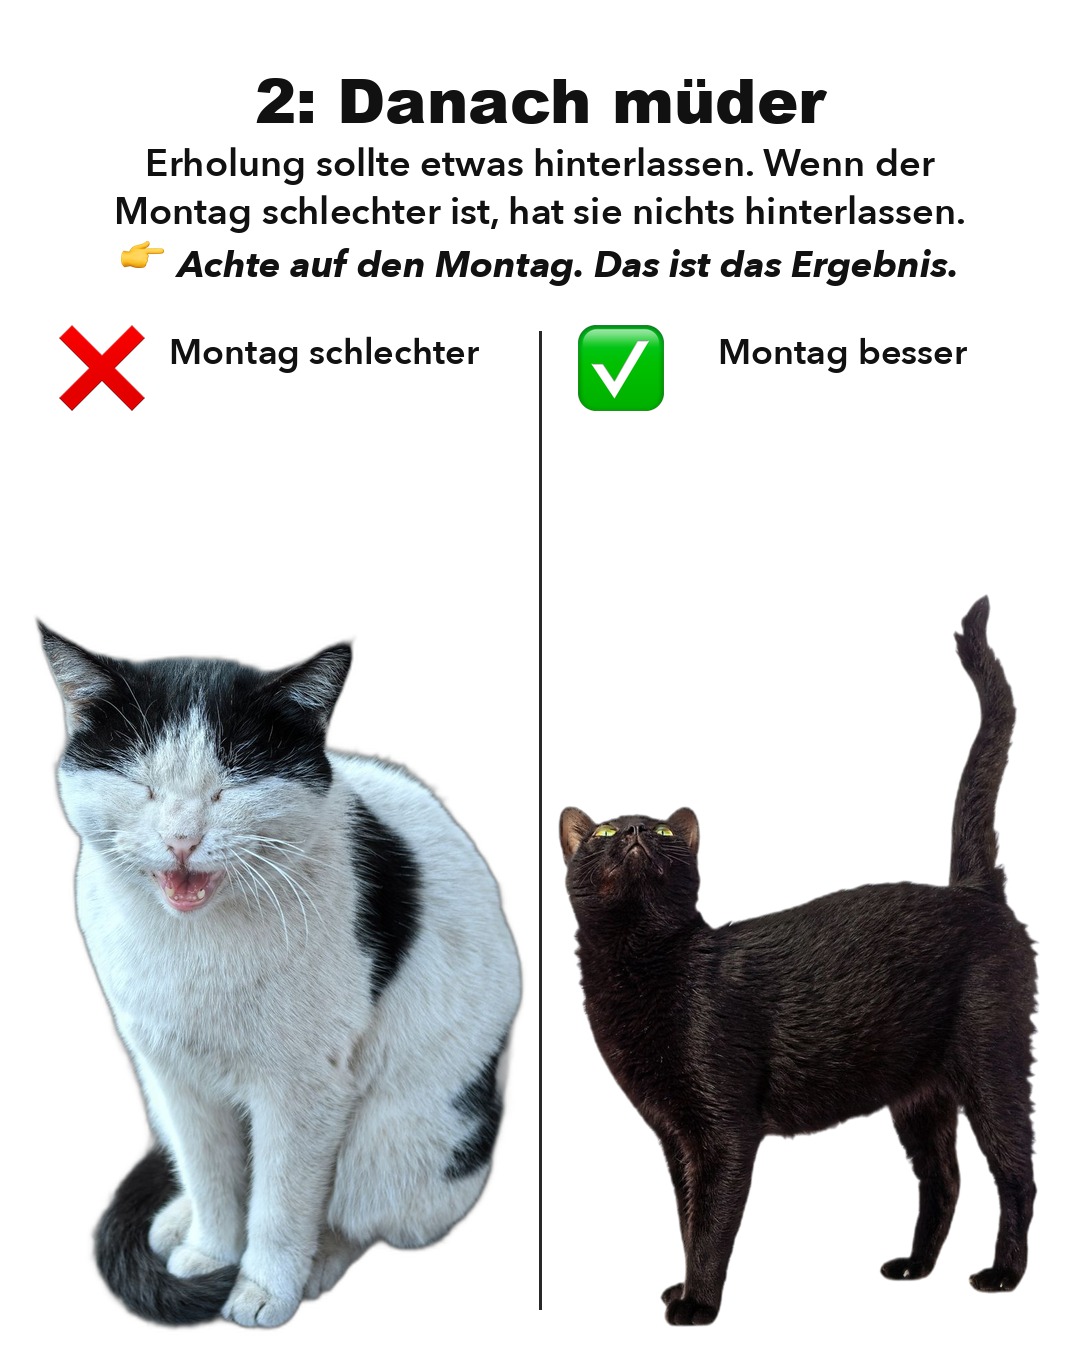 2: Danach müder
Erholung sollte etwas hinterlassen. Wenn der
Montag schlechter ist, hat sie nichts hinterlassen.
👉 Achte auf den Montag. Das ist das Ergebnis.
❌ Montag schlechter
✅ Montag besser